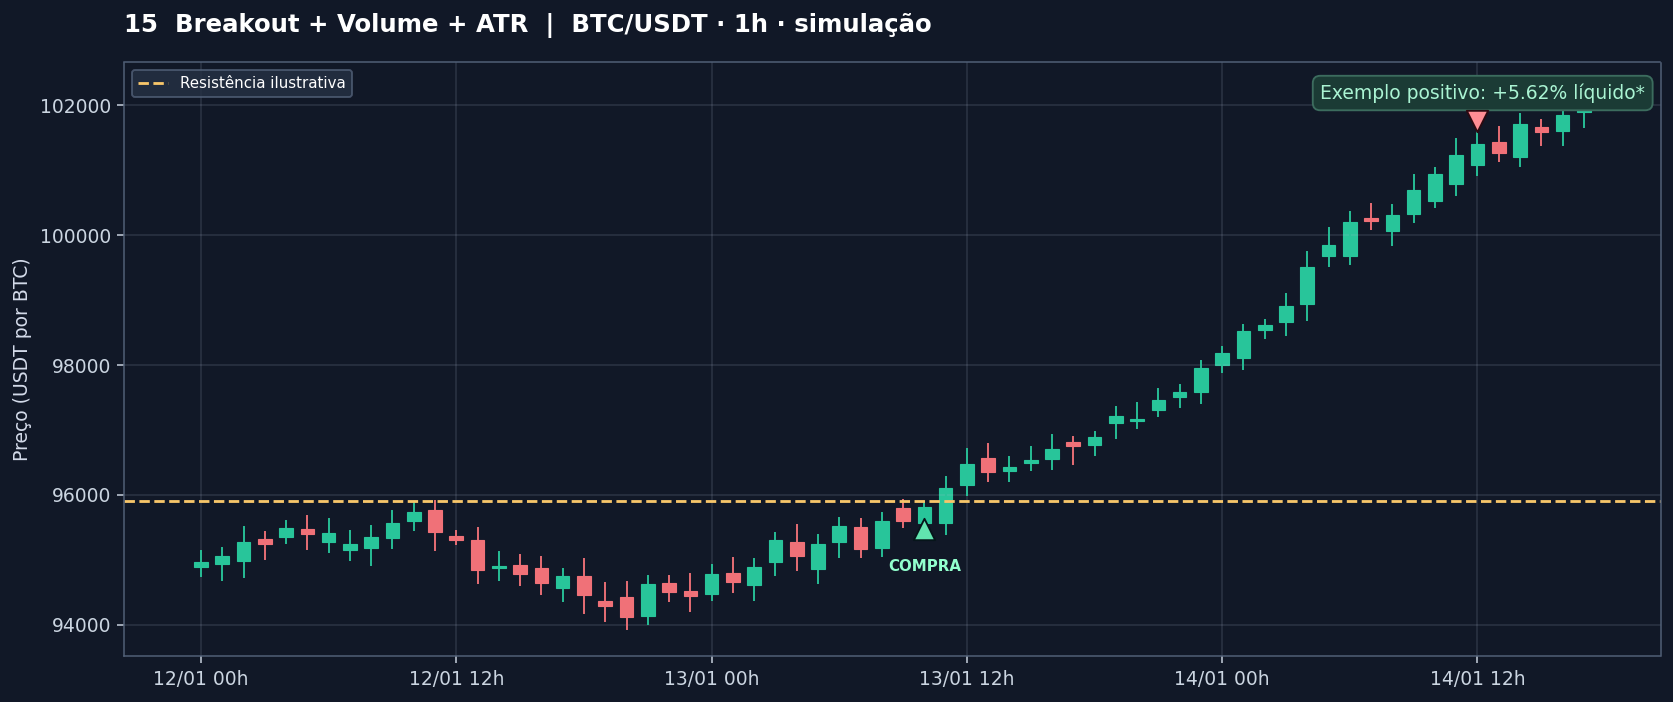 15  Breakout + Volume + ATR  |  BTC/USDT · 1h · simulação
Resistência ilustrativa
Exemplo positivo: +5.62% líquido*
102000
100000
98000
96000
94000
Preço (USDT por BTC)
COMPRA
12/01 00h
12/01 12h
13/01 00h
13/01 12h
14/01 00h
14/01 12h